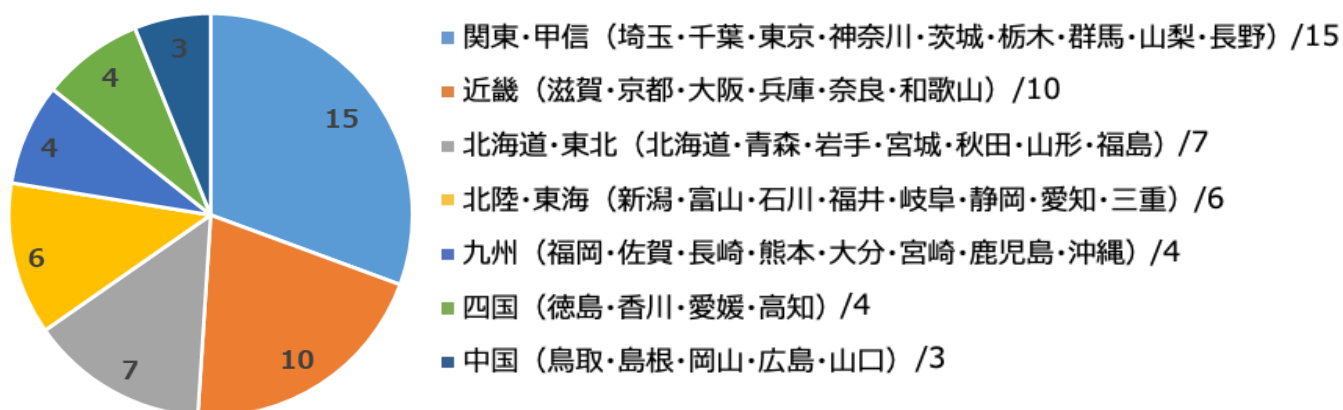 関東･甲信（埼玉･千葉･東京･神奈川･茨城･栃木･群馬･山梨･長野）/15
近畿（滋賀･京都･大阪･兵庫･奈良･和歌山）/10
北海道･東北（北海道･青森･岩手･宮城･秋田･山形･福島）/7
北陸･東海（新潟･富山･石川･福井･岐阜･静岡･愛知･三重）/6
九州（福岡･佐賀･長崎･熊本･大分･宮崎･鹿児島･沖縄）/4
四国（徳島･香川･愛媛･高知）/4
中国（鳥取･島根･岡山･広島･山口）/3
15
10
7
6
4
4
3